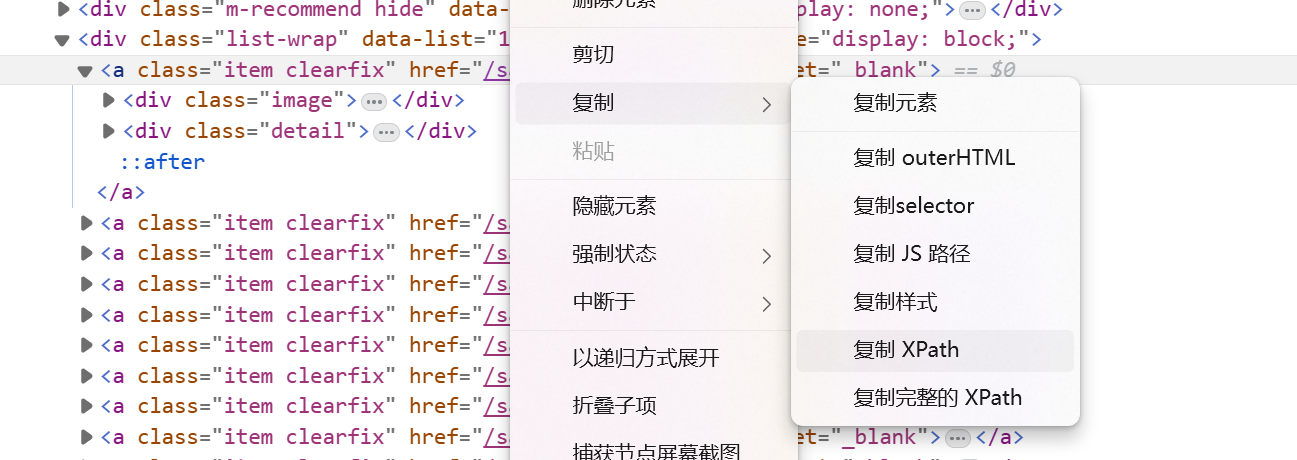 <div class="m-recommend hide" data- play: none;">…</div>
<div class="list-wrap" data-list="1 e="display: block;">
<a class="item clearfix" href="/s et="_blank"> == $0
<div class="image">…</div>
<div class="detail">…</div>
::after
</a>
<a class="item clearfix" href="/s
<a class="item clearfix" href="/s
<a class="item clearfix" href="/s
<a class="item clearfix" href="/s
<a class="item clearfix" href="/s
<a class="item clearfix" href="/s
<a class="item clearfix" href="/s
<a class="item clearfix" href="/s et="_blank">…</a>
删除元素
剪切
复制
粘贴
隐藏元素
强制状态
中断于
以递归方式展开
折叠子项
捕获节点屏幕截图
复制元素
复制 outerHTML
复制selector
复制 JS 路径
复制样式
复制 XPath
复制完整的 XPath